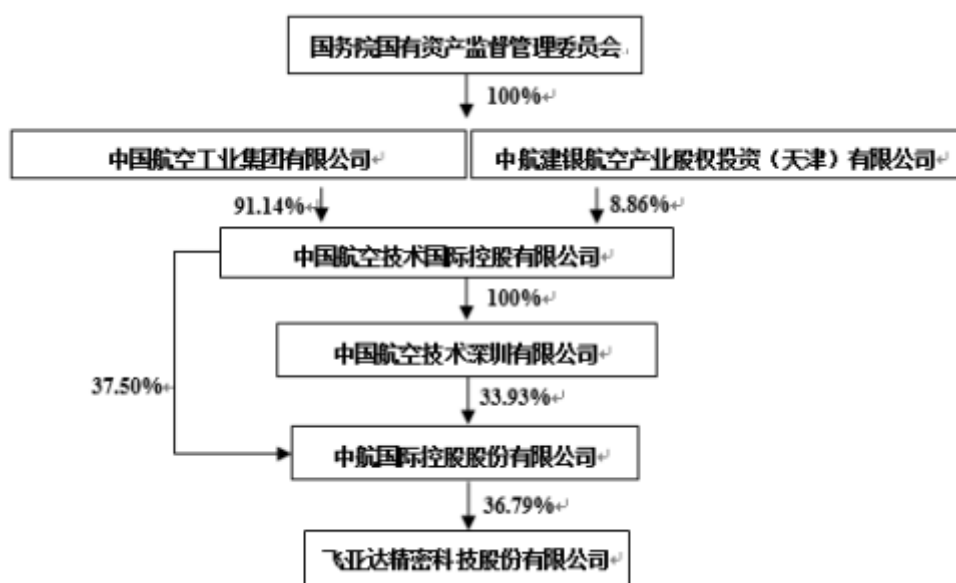 国务院国有资产监督管理委员会
100%
中国航空工业集团有限公司
中航建银航空产业股权投资（天津）有限公司
91.14%
8.86%
中国航空技术国际控股有限公司
100%
中国航空技术深圳有限公司
37.50%
33.93%
中航国际控股股份有限公司
36.79%
飞亚达精密科技股份有限公司